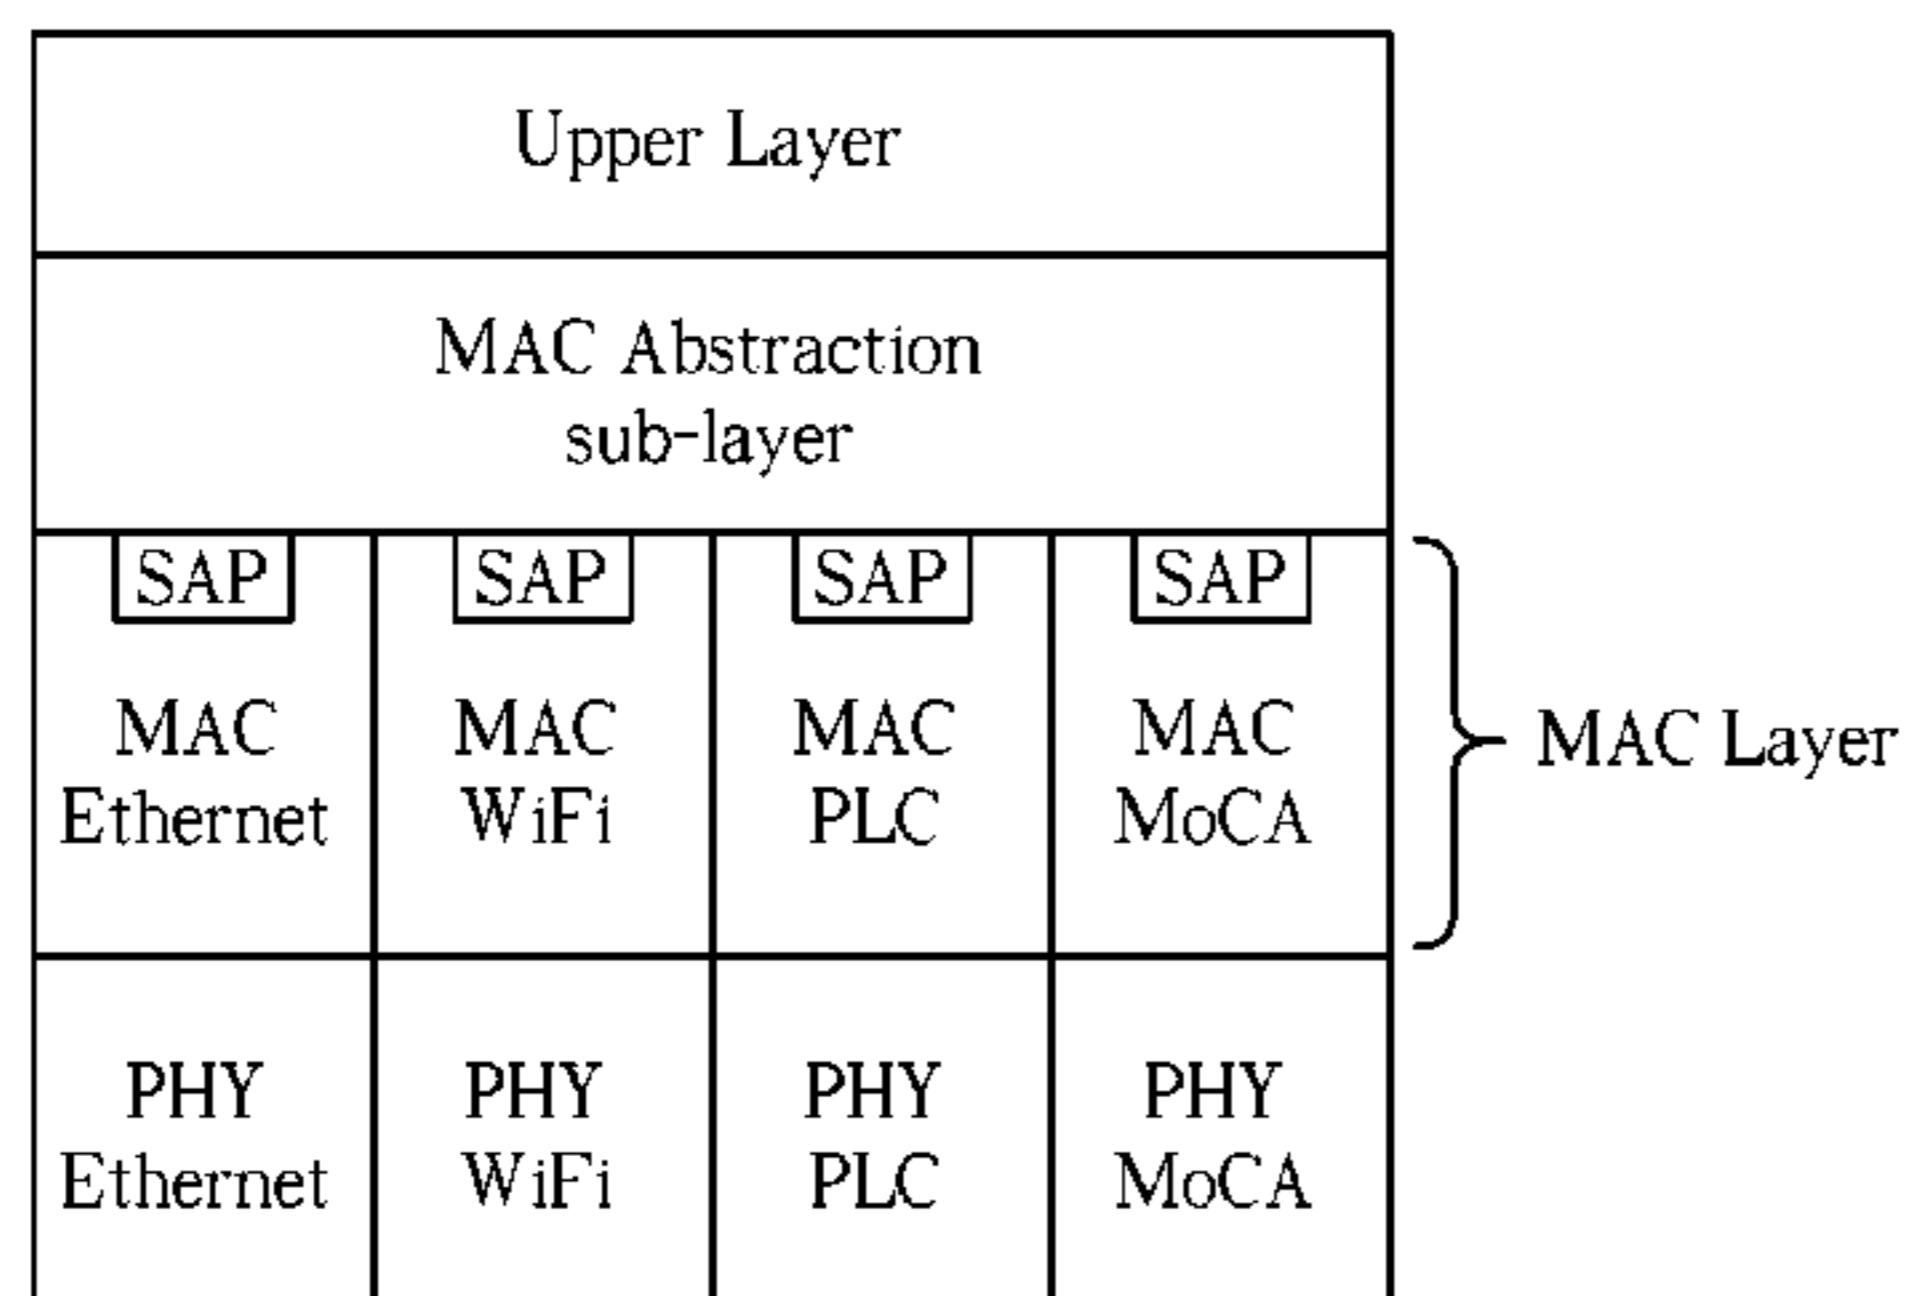 Upper Layer
MAC Abstraction
sub-layer
SAP SAP SAP SAP
MAC MAC MAC MAC
Ethernet WiFi PLC MoCA
MAC Layer
PHY PHY PHY PHY
Ethernet WiFi PLC MoCA